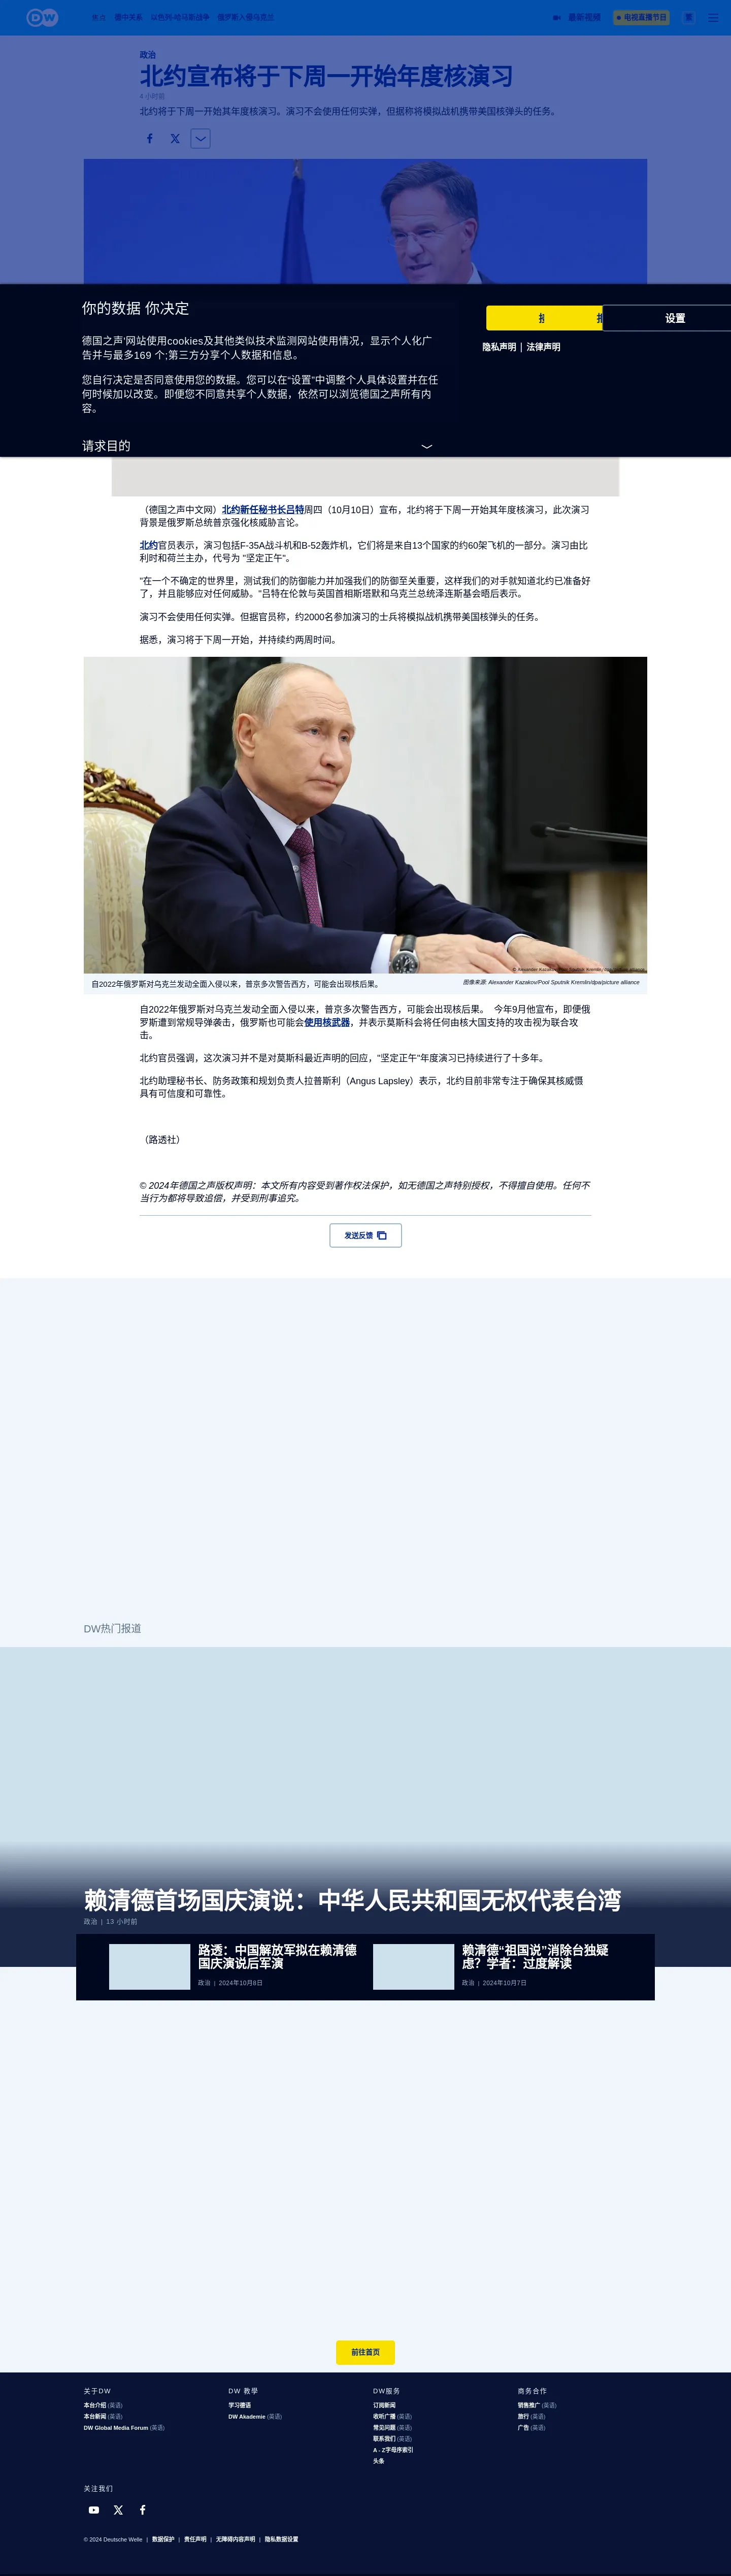 DW
焦点
德中关系
以色列-哈马斯战争
俄罗斯入侵乌克兰
最新视频
电视直播节目
繁
政治
北约宣布将于下周一开始年度核演习
4 小时前
北约将于下周一开始其年度核演习。演习不会使用任何实弹，但据称将模拟战机携带美国核弹头的任务。
你的数据 你决定
德国之声'网站使用cookies及其他类似技术监测网站使用情况，显示个人化广
告并与最多169 个;第三方分享个人数据和信息。
您自行决定是否同意使用您的数据。您可以在“设置”中调整个人具体设置并在任
何时候加以改变。即便您不同意共享个人数据，依然可以浏览德国之声所有内
容。
请求目的
设置
隐私声明 | 法律声明
（德国之声中文网）北约新任秘书长吕特周四（10月10日）宣布，北约将于下周一开始其年度核演习，此次演习
背景是俄罗斯总统普京强化核威胁言论。
北约官员表示，演习包括F-35A战斗机和B-52轰炸机，它们将是来自13个国家的约60架飞机的一部分。演习由比
利时和荷兰主办，代号为 "坚定正午"。
"在一个不确定的世界里，测试我们的防御能力并加强我们的防御至关重要，这样我们的对手就知道北约已准备好
了，并且能够应对任何威胁。"吕特在伦敦与英国首相斯塔默和乌克兰总统泽连斯基会晤后表示。
演习不会使用任何实弹。但据官员称，约2000名参加演习的士兵将模拟战机携带美国核弹头的任务。
据悉，演习将于下周一开始，并持续约两周时间。
自2022年俄罗斯对乌克兰发动全面入侵以来，普京多次警告西方，可能会出现核后果。
图像来源: Alexander Kazakov/Pool Sputnik Kremlin/dpa/picture alliance
自2022年俄罗斯对乌克兰发动全面入侵以来，普京多次警告西方，可能会出现核后果。 今年9月他宣布，即便俄
罗斯遭到常规导弹袭击，俄罗斯也可能会使用核武器，并表示莫斯科会将任何由核大国支持的攻击视为联合攻
击。
北约官员强调，这次演习并不是对莫斯科最近声明的回应，"坚定正午"年度演习已持续进行了十多年。
北约助理秘书长、防务政策和规划负责人拉普斯利（Angus Lapsley）表示，北约目前非常专注于确保其核威慑
具有可信度和可靠性。
（路透社）
© 2024年德国之声版权声明：本文所有内容受到著作权法保护，如无德国之声特别授权，不得擅自使用。任何不
当行为都将导致追偿，并受到刑事追究。
发送反馈
DW热门报道
赖清德首场国庆演说：中华人民共和国无权代表台湾
政治 | 13 小时前
路透：中国解放军拟在赖清德
国庆演说后军演
政治 | 2024年10月8日
赖清德“祖国说”消除台独疑
虑？学者：过度解读
政治 | 2024年10月7日
前往首页
关于DW
本台介绍 (英语)
本台新闻 (英语)
DW Global Media Forum (英语)
DW 教學
学习德语
DW Akademie (英语)
DW服务
订阅新闻
收听广播 (英语)
常见问题 (英语)
联系我们 (英语)
A - Z字母序索引
头条
商务合作
销售推广 (英语)
旅行 (英语)
广告 (英语)
关注我们
© 2024 Deutsche Welle | 数据保护 | 责任声明 | 无障碍内容声明 | 隐私数据设置